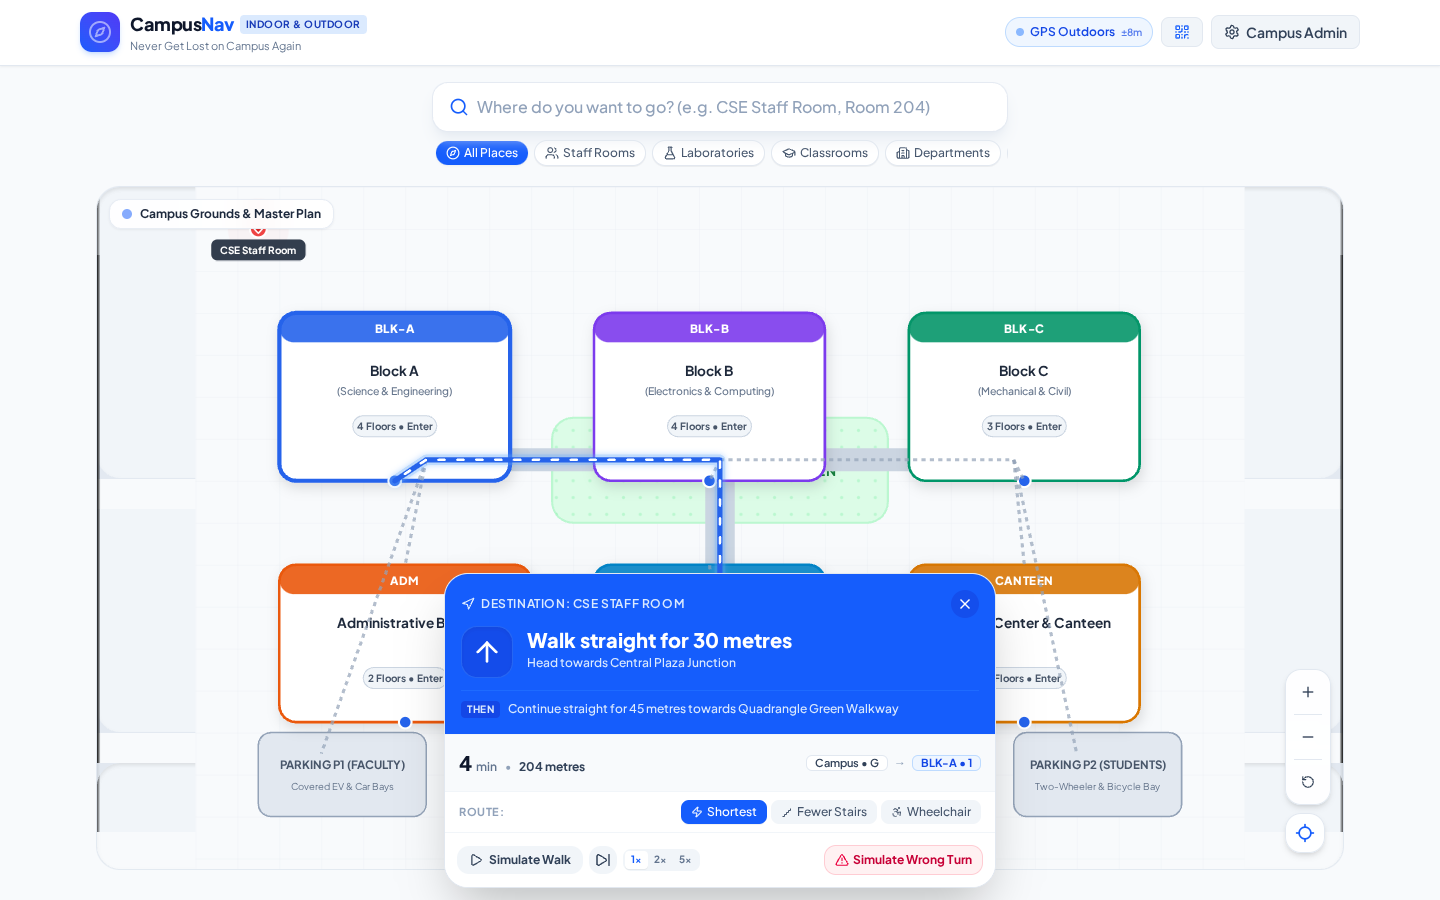 CampusNav INDOOR & OUTDOOR
Never Get Lost on Campus Again
GPS Outdoors ±8m
Campus Admin
Where do you want to go? (e.g. CSE Staff Room, Room 204)
All Places
Staff Rooms
Laboratories
Classrooms
Departments
Campus Grounds & Master Plan
CSE Staff Room
BLK-A
Block A
(Science & Engineering)
4 Floors • Enter
BLK-B
Block B
(Electronics & Computing)
4 Floors • Enter
BLK-C
Block C
(Mechanical & Civil)
3 Floors • Enter
EN
ADM
Administrative B
2 Floors • Enter
CANTEEN
Center & Canteen
Floors • Enter
PARKING P1 (FACULTY)
Covered EV & Car Bays
PARKING P2 (STUDENTS)
Two-Wheeler & Bicycle Bay
DESTINATION: CSE STAFF ROOM
Walk straight for 30 metres
Head towards Central Plaza Junction
THEN Continue straight for 45 metres towards Quadrangle Green Walkway
4 min • 204 metres
Campus • G → BLK-A • 1
ROUTE:
Shortest
Fewer Stairs
Wheelchair
Simulate Walk
1×
2×
5×
Simulate Wrong Turn